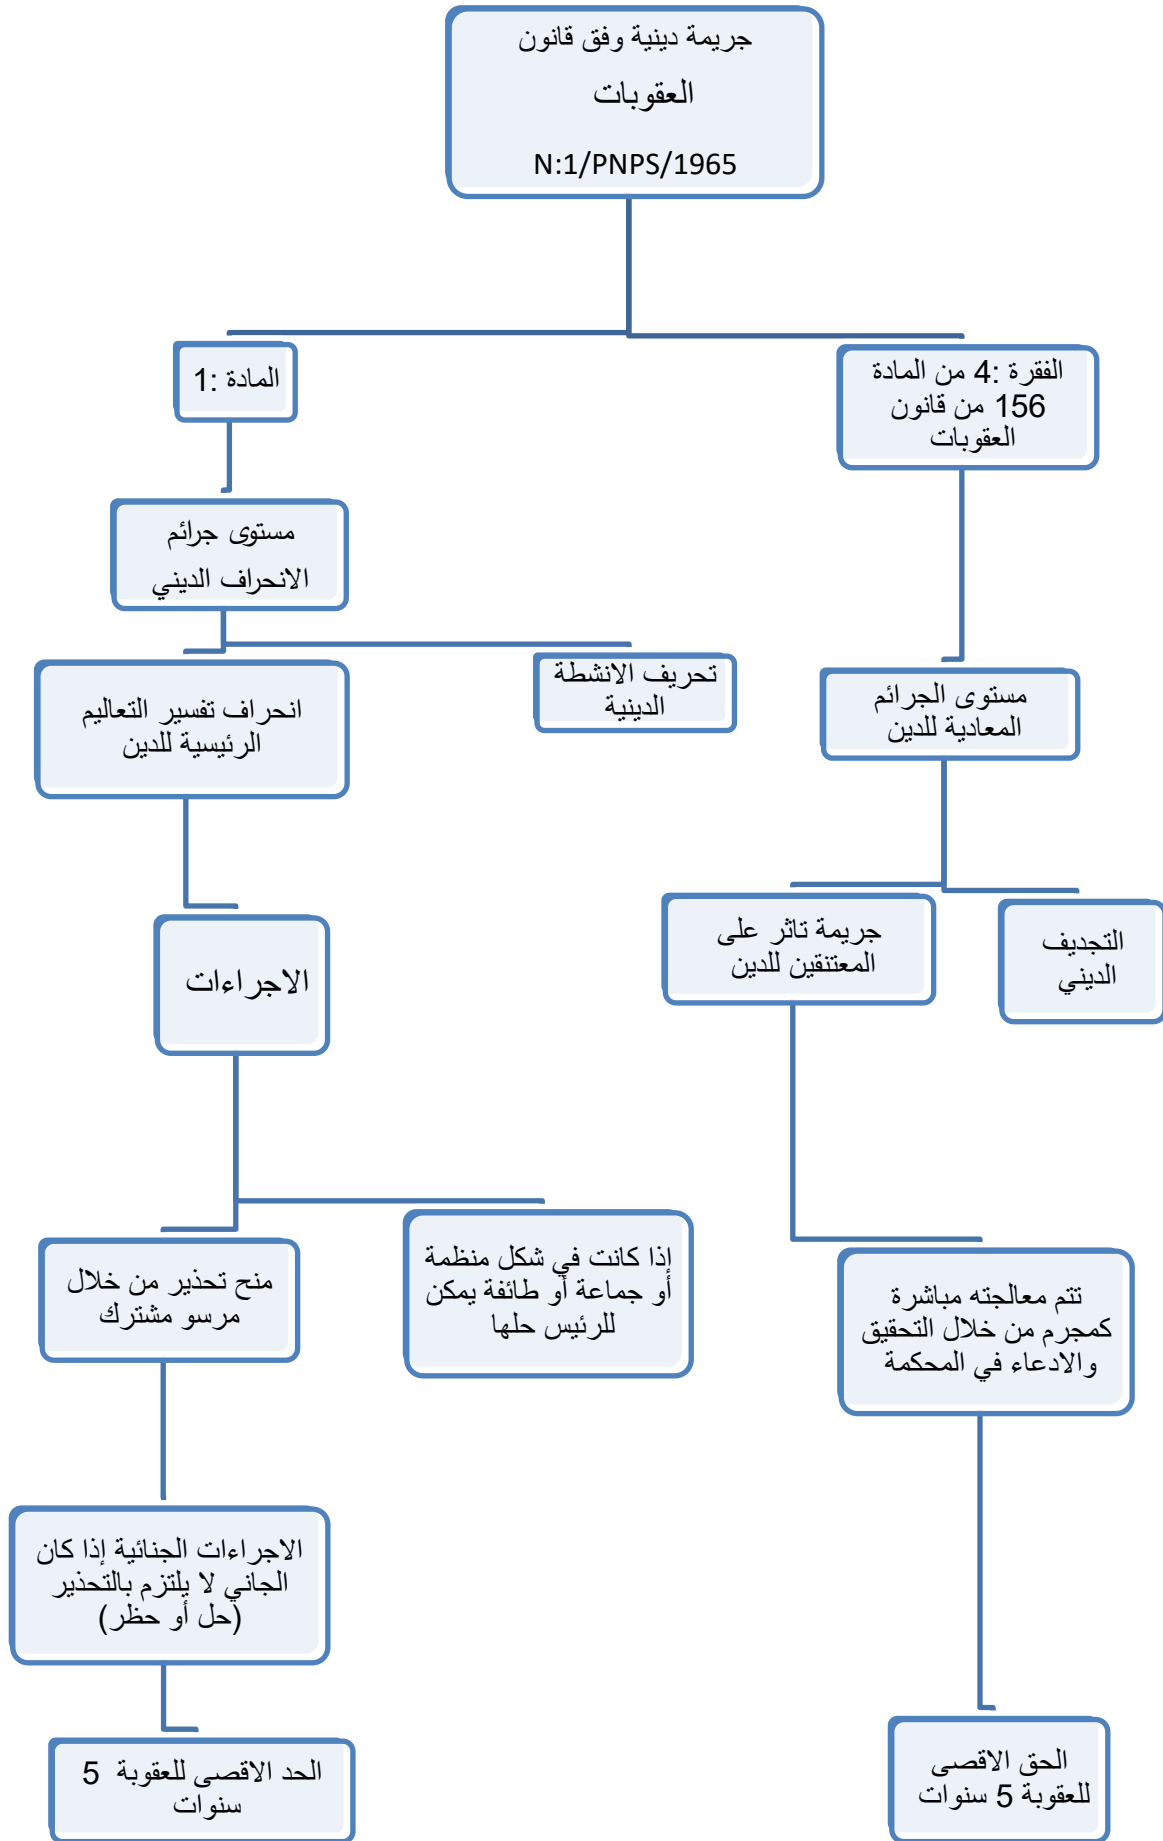 جريمة دينية وفق قانون
العقوبات
N:1/PNPS/1965
الفقرة :4 من المادة
156 من قانون
العقوبات
المادة :1
مستوى جرائم
الانحراف الديني
تحريف الانشطة
الدينية
انحراف تفسير التعاليم
الرئيسية للدين
مستوى الجرائم
المعادية للدين
التجديف
الديني
جريمة تاثر على
المعتنقين للدين
الاجراءات
إذا كانت في شكل منظمة
أو جماعة أو طائفة يمكن
للرئيس حلها
منح تحذير من خلال
مرسو مشترك
تتم معالجته مباشرة
كمجرم من خلال التحقيق
والادعاء في المحكمة
الاجراءات الجنائية إذا كان
الجاني لا يلتزم بالتحذير
(حل أو حظر)
الحق الاقصى
للعقوبة 5 سنوات
الحد الاقصى للعقوبة 5
سنوات